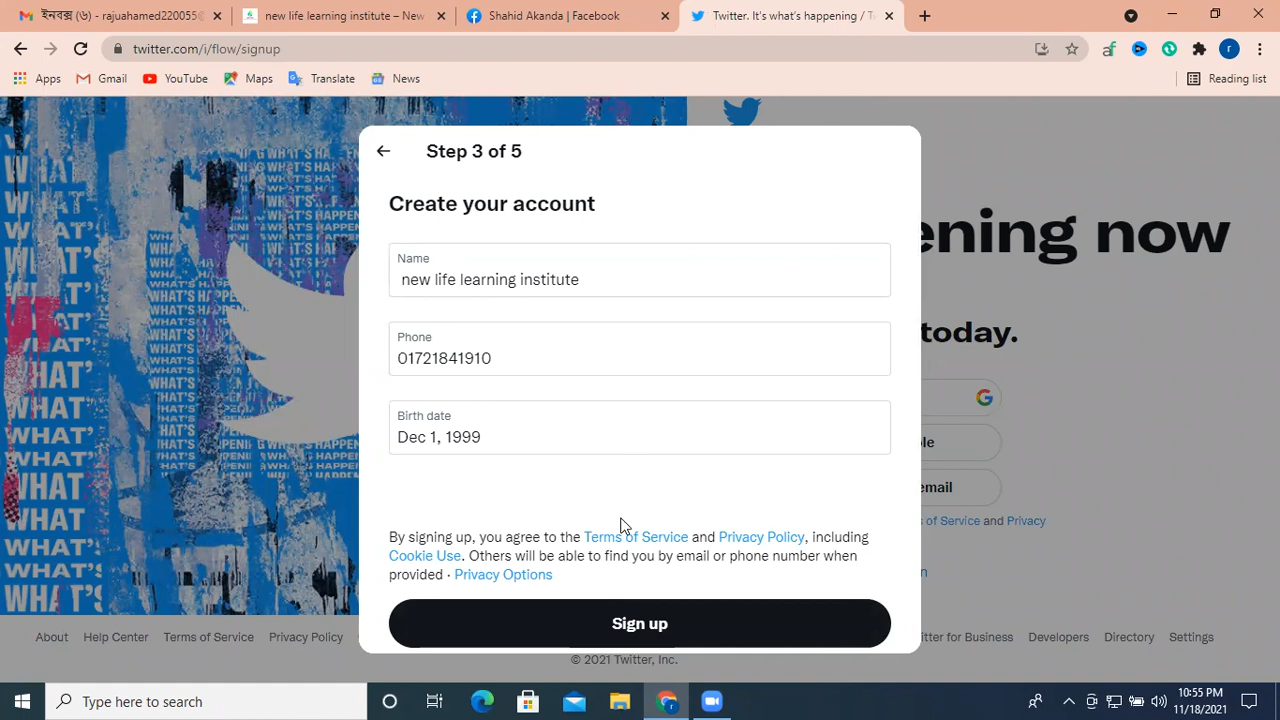 ইনবক্স (৬) - rajuahamed220055@
new life learning institute – New
Shahid Akanda | Facebook
Twitter. It's what's happening / T
twitter.com/i/flow/signup
r
Apps
Gmail
YouTube
Maps
Translate
News
Reading list
Step 3 of 5
Create your account
Name
new life learning institute
Phone
01721841910
Birth date
Dec 1, 1999
By signing up, you agree to the Terms of Service and Privacy Policy, including
Cookie Use. Others will be able to find you by email or phone number when
provided · Privacy Options
Sign up
ening now
today.
ple
email
s of Service and Privacy
n
About
Help Center
Terms of Service
Privacy Policy
itter for Business
Developers
Directory
Settings
© 2021 Twitter, Inc.
Type here to search
10:55 PM
11/18/2021